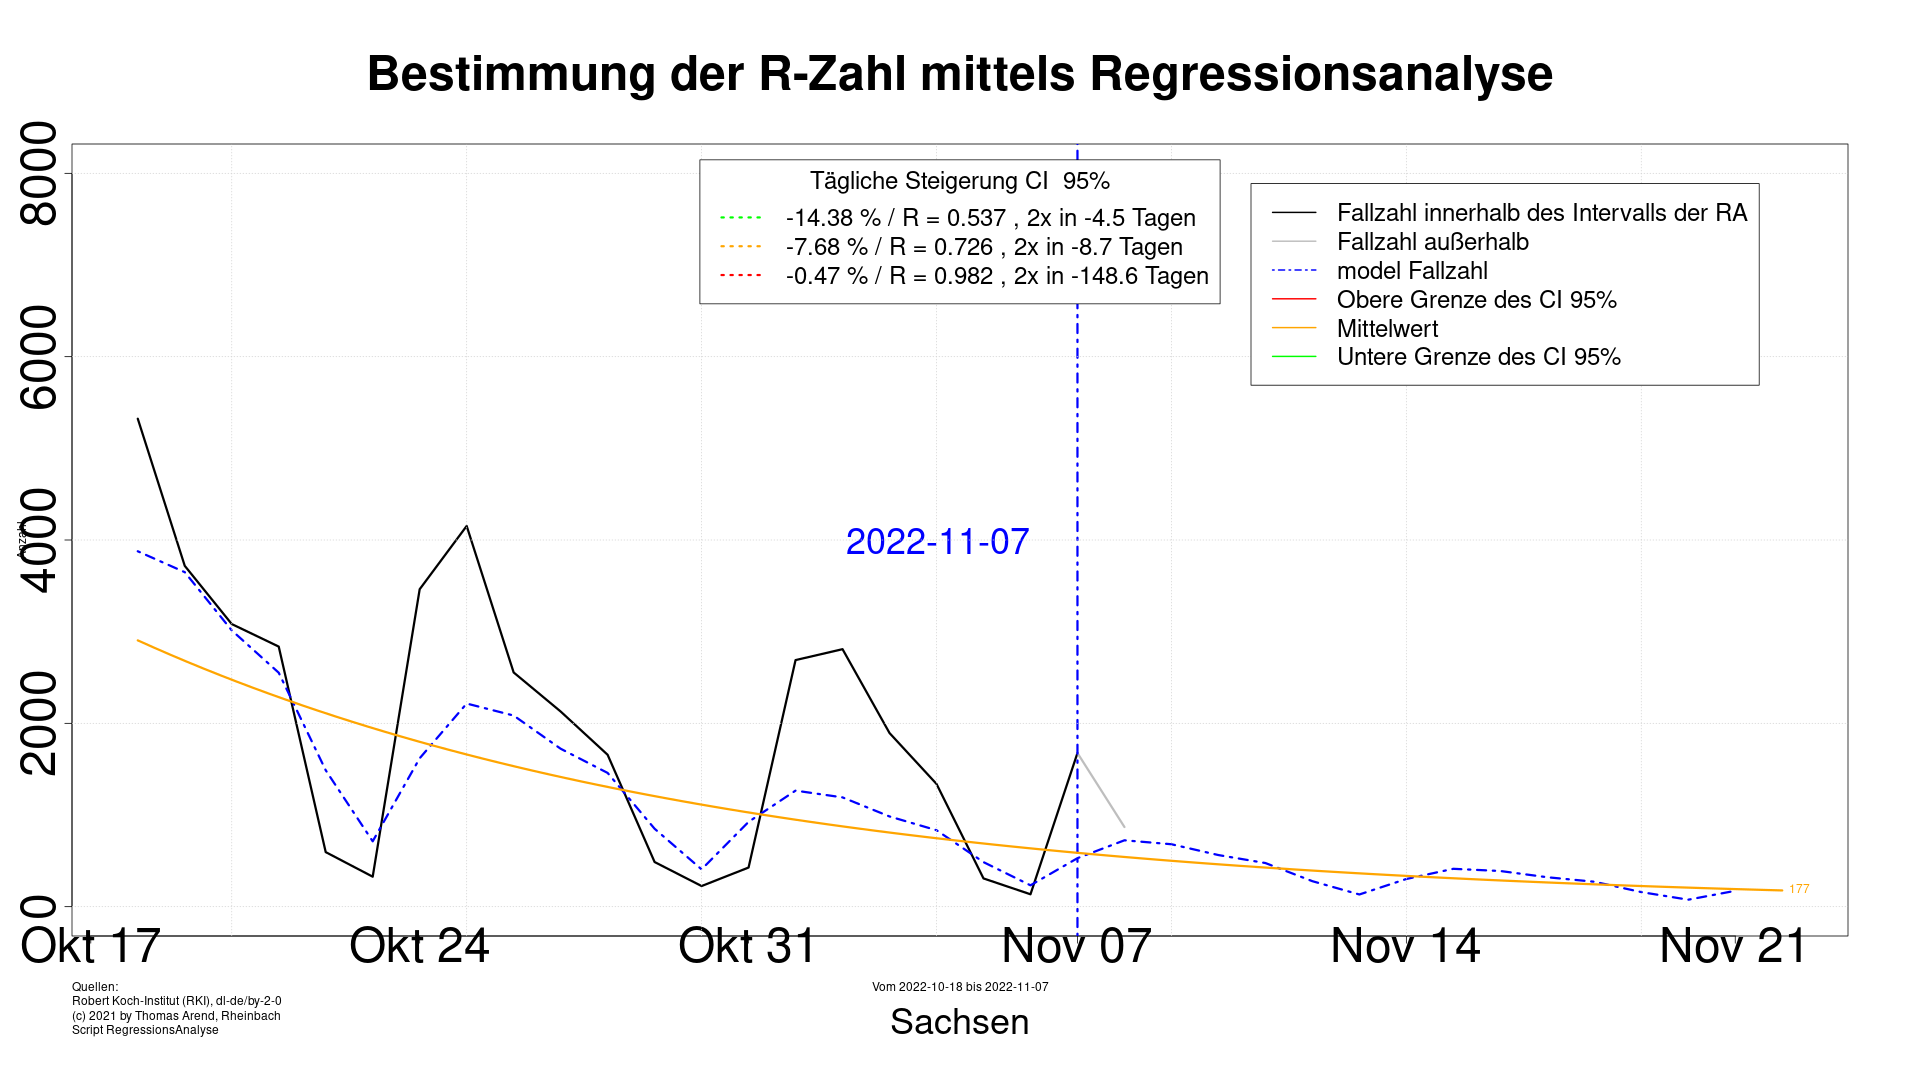 Bestimmung der R-Zahl mittels Regressionsanalyse
Tägliche Steigerung CI  95%
-14.38 % / R = 0.537 , 2x in -4.5 Tagen
-7.68 % / R = 0.726 , 2x in -8.7 Tagen
-0.47 % / R = 0.982 , 2x in -148.6 Tagen
Fallzahl innerhalb des Intervalls der RA
Fallzahl außerhalb
model Fallzahl
Obere Grenze des CI 95%
Mittelwert
Untere Grenze des CI 95%
8000
6000
4000
2000
0
Anzahl
2022-11-07
177
Okt 17
Okt 24
Okt 31
Nov 07
Nov 14
Nov 21
Quellen:
Robert Koch-Institut (RKI), dl-de/by-2-0
(c) 2021 by Thomas Arend, Rheinbach
Script RegressionsAnalyse
Vom 2022-10-18 bis 2022-11-07
Sachsen